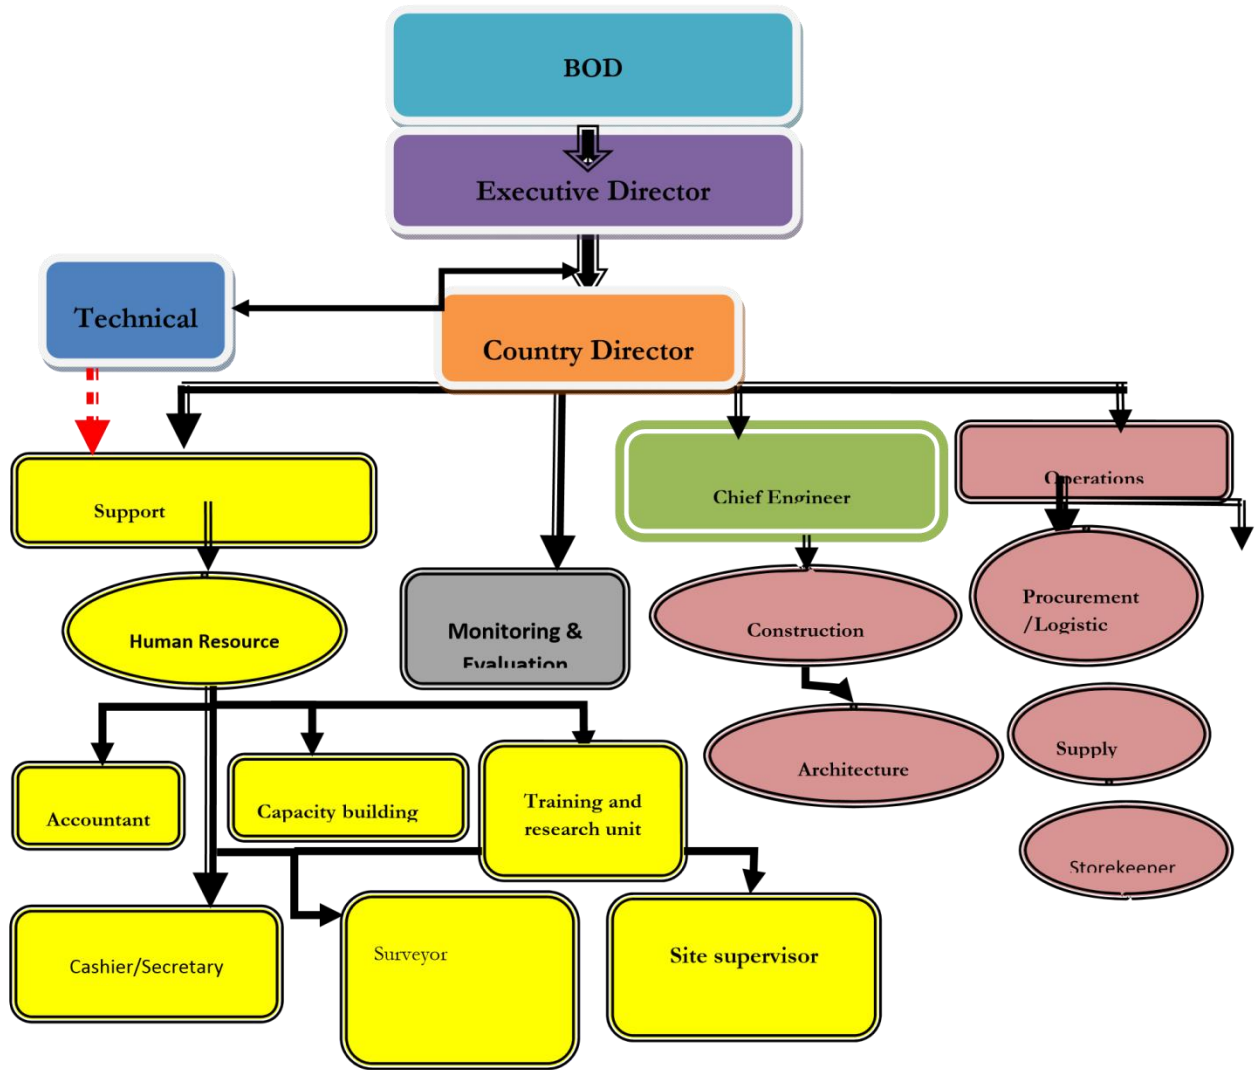 BOD
Executive Director
Technical
Country Director
Support
Chief Engineer
Operations
Human Resource
Monitoring &
Evaluation
Construction
Procurement
/Logistic
Accountant
Capacity building
Training and
research unit
Architecture
Supply
Storekeeper
Cashier/Secretary
Surveyor
Site supervisor